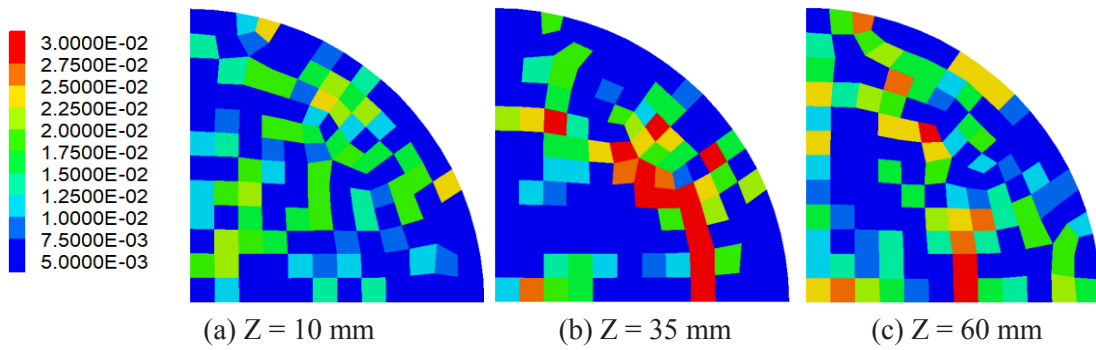 3.0000E-02
2.7500E-02
2.5000E-02
2.2500E-02
2.0000E-02
1.7500E-02
1.5000E-02
1.2500E-02
1.0000E-02
7.5000E-03
5.0000E-03
(a) Z = 10 mm
(b) Z = 35 mm
(c) Z = 60 mm